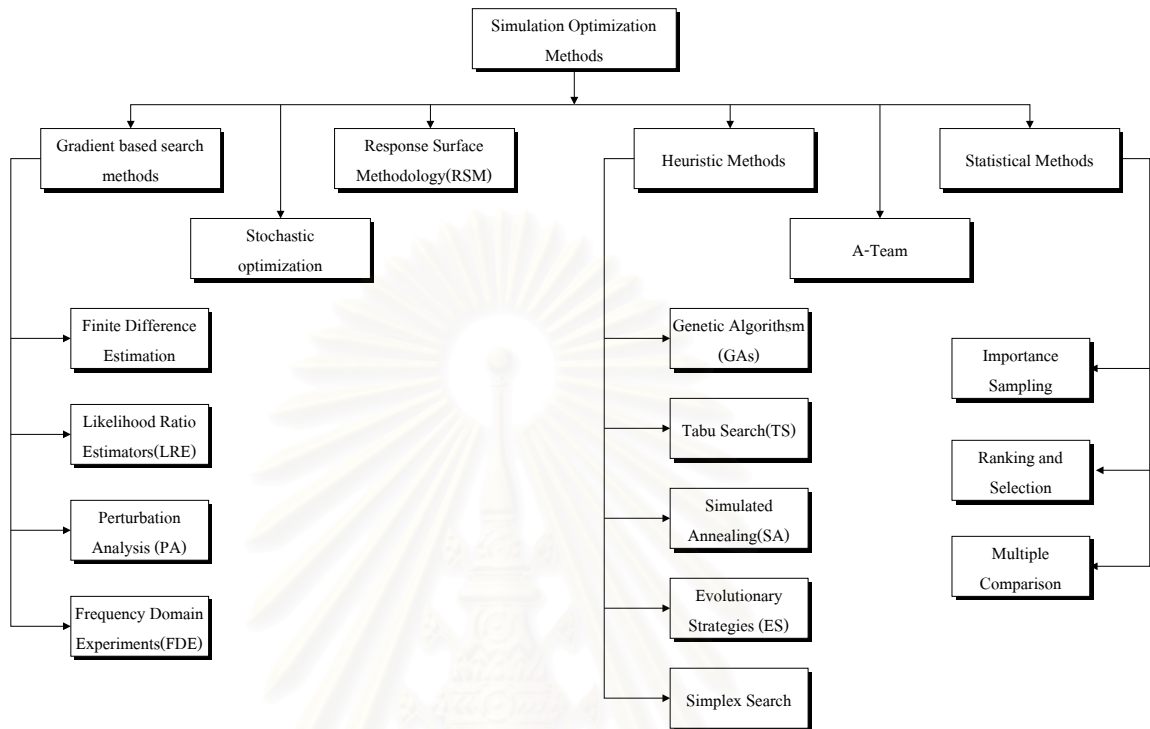 Simulation Optimization
Methods
Gradient based search
methods
Response Surface
Methodology(RSM)
Heuristic Methods
Statistical Methods
Stochastic
optimization
A-Team
Finite Difference
Estimation
Likelihood Ratio
Estimators(LRE)
Perturbation
Analysis (PA)
Frequency Domain
Experiments(FDE)
Genetic Algorithsm
(GAs)
Tabu Search(TS)
Simulated
Annealing(SA)
Evolutionary
Strategies (ES)
Simplex Search
Importance
Sampling
Ranking and
Selection
Multiple
Comparison